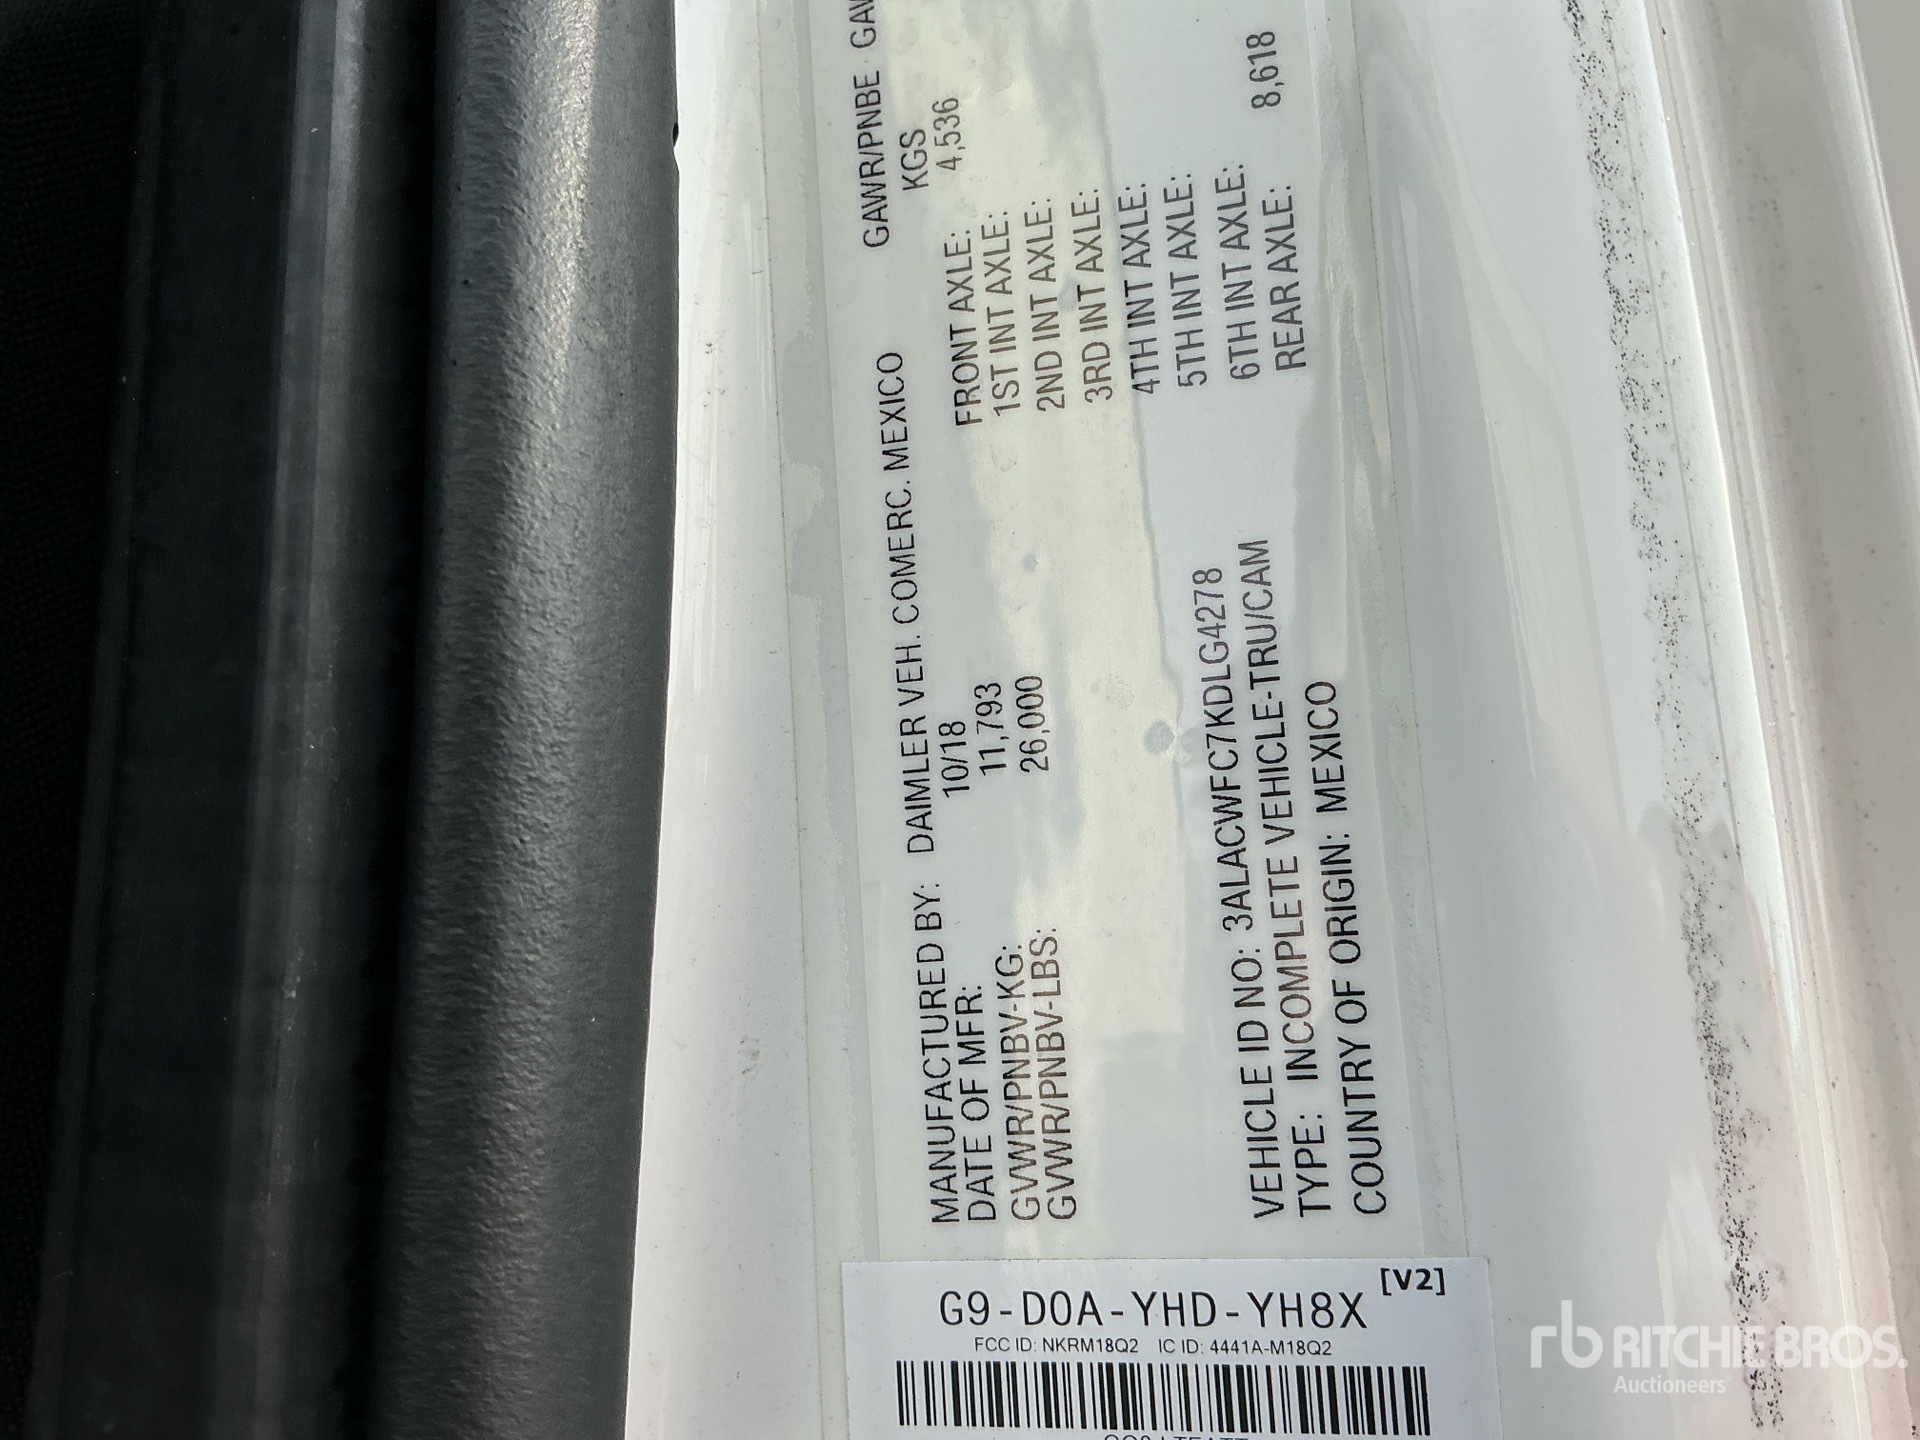 MANUFACTURED BY: DAIMLER VEH. COMERC. MEXICO
DATE OF MFR: 10/18
GVWR/PNBV-KG: 11,793
GVWR/PNBV-LBS: 26,000
VEHICLE ID NO: 3ALACWFC7KDLG4278
TYPE: INCOMPLETE VEHICLE-TRU/CAM
COUNTRY OF ORIGIN: MEXICO
GAWR/PNBE
KGS
FRONT AXLE: 4,536
1ST INT AXLE:
2ND INT AXLE:
3RD INT AXLE:
4TH INT AXLE:
5TH INT AXLE:
6TH INT AXLE:
REAR AXLE: 8,618
G9-D0A-YHD-YH8X [V2]
FCC ID: NKRM18Q2 IC ID: 4441A-M18Q2
rb RITCHIE BROS.
Auctioneers